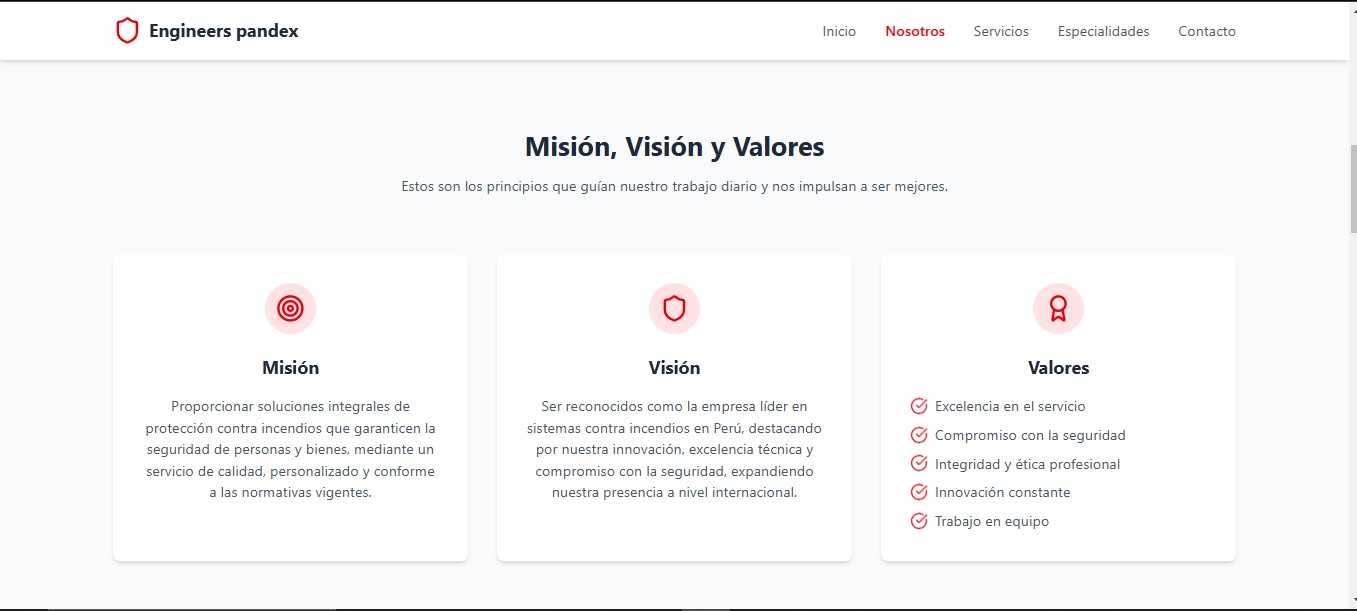 Engineers pandex
Inicio Nosotros Servicios Especialidades Contacto
Misión, Visión y Valores
Estos son los principios que guían nuestro trabajo diario y nos impulsan a ser mejores.
Misión
Proporcionar soluciones integrales de
protección contra incendios que garanticen la
seguridad de personas y bienes, mediante un
servicio de calidad, personalizado y conforme
a las normativas vigentes.
Visión
Ser reconocidos como la empresa líder en
sistemas contra incendios en Perú, destacando
por nuestra innovación, excelencia técnica y
compromiso con la seguridad, expandiendo
nuestra presencia a nivel internacional.
Valores
Excelencia en el servicio
Compromiso con la seguridad
Integridad y ética profesional
Innovación constante
Trabajo en equipo